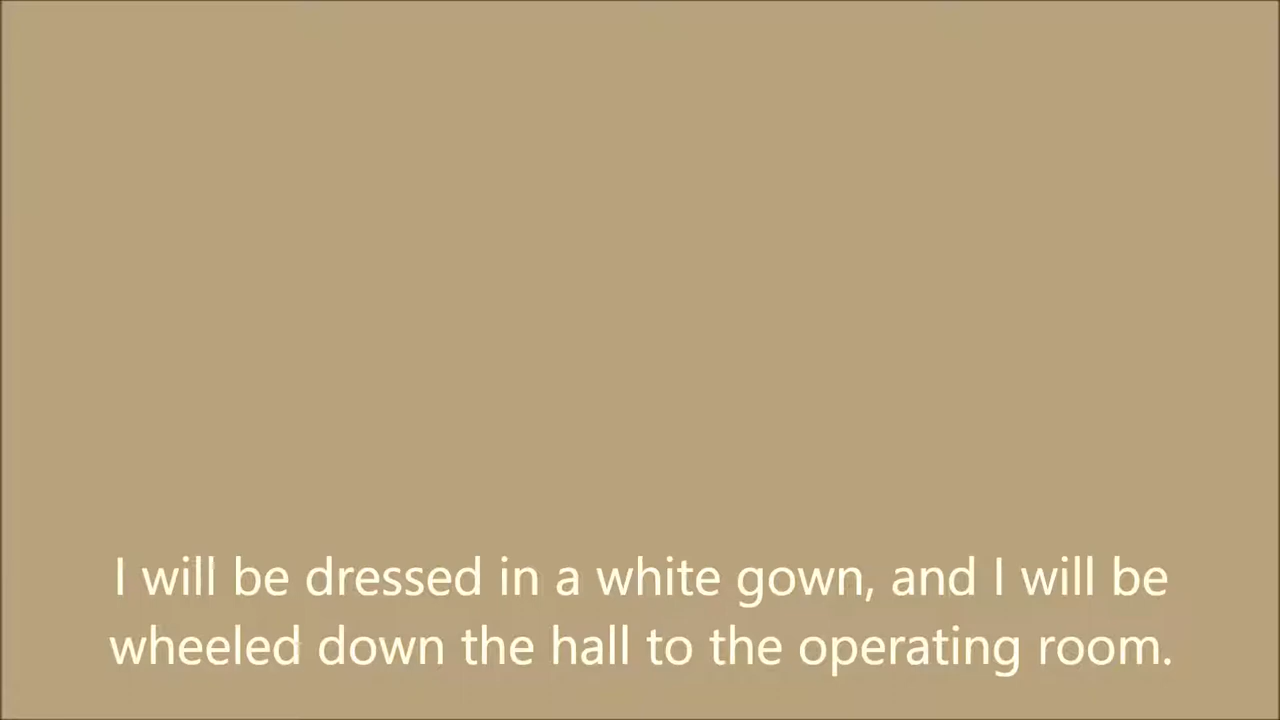 I will be dressed in a white gown, and I will be
wheeled down the hall to the operating room.